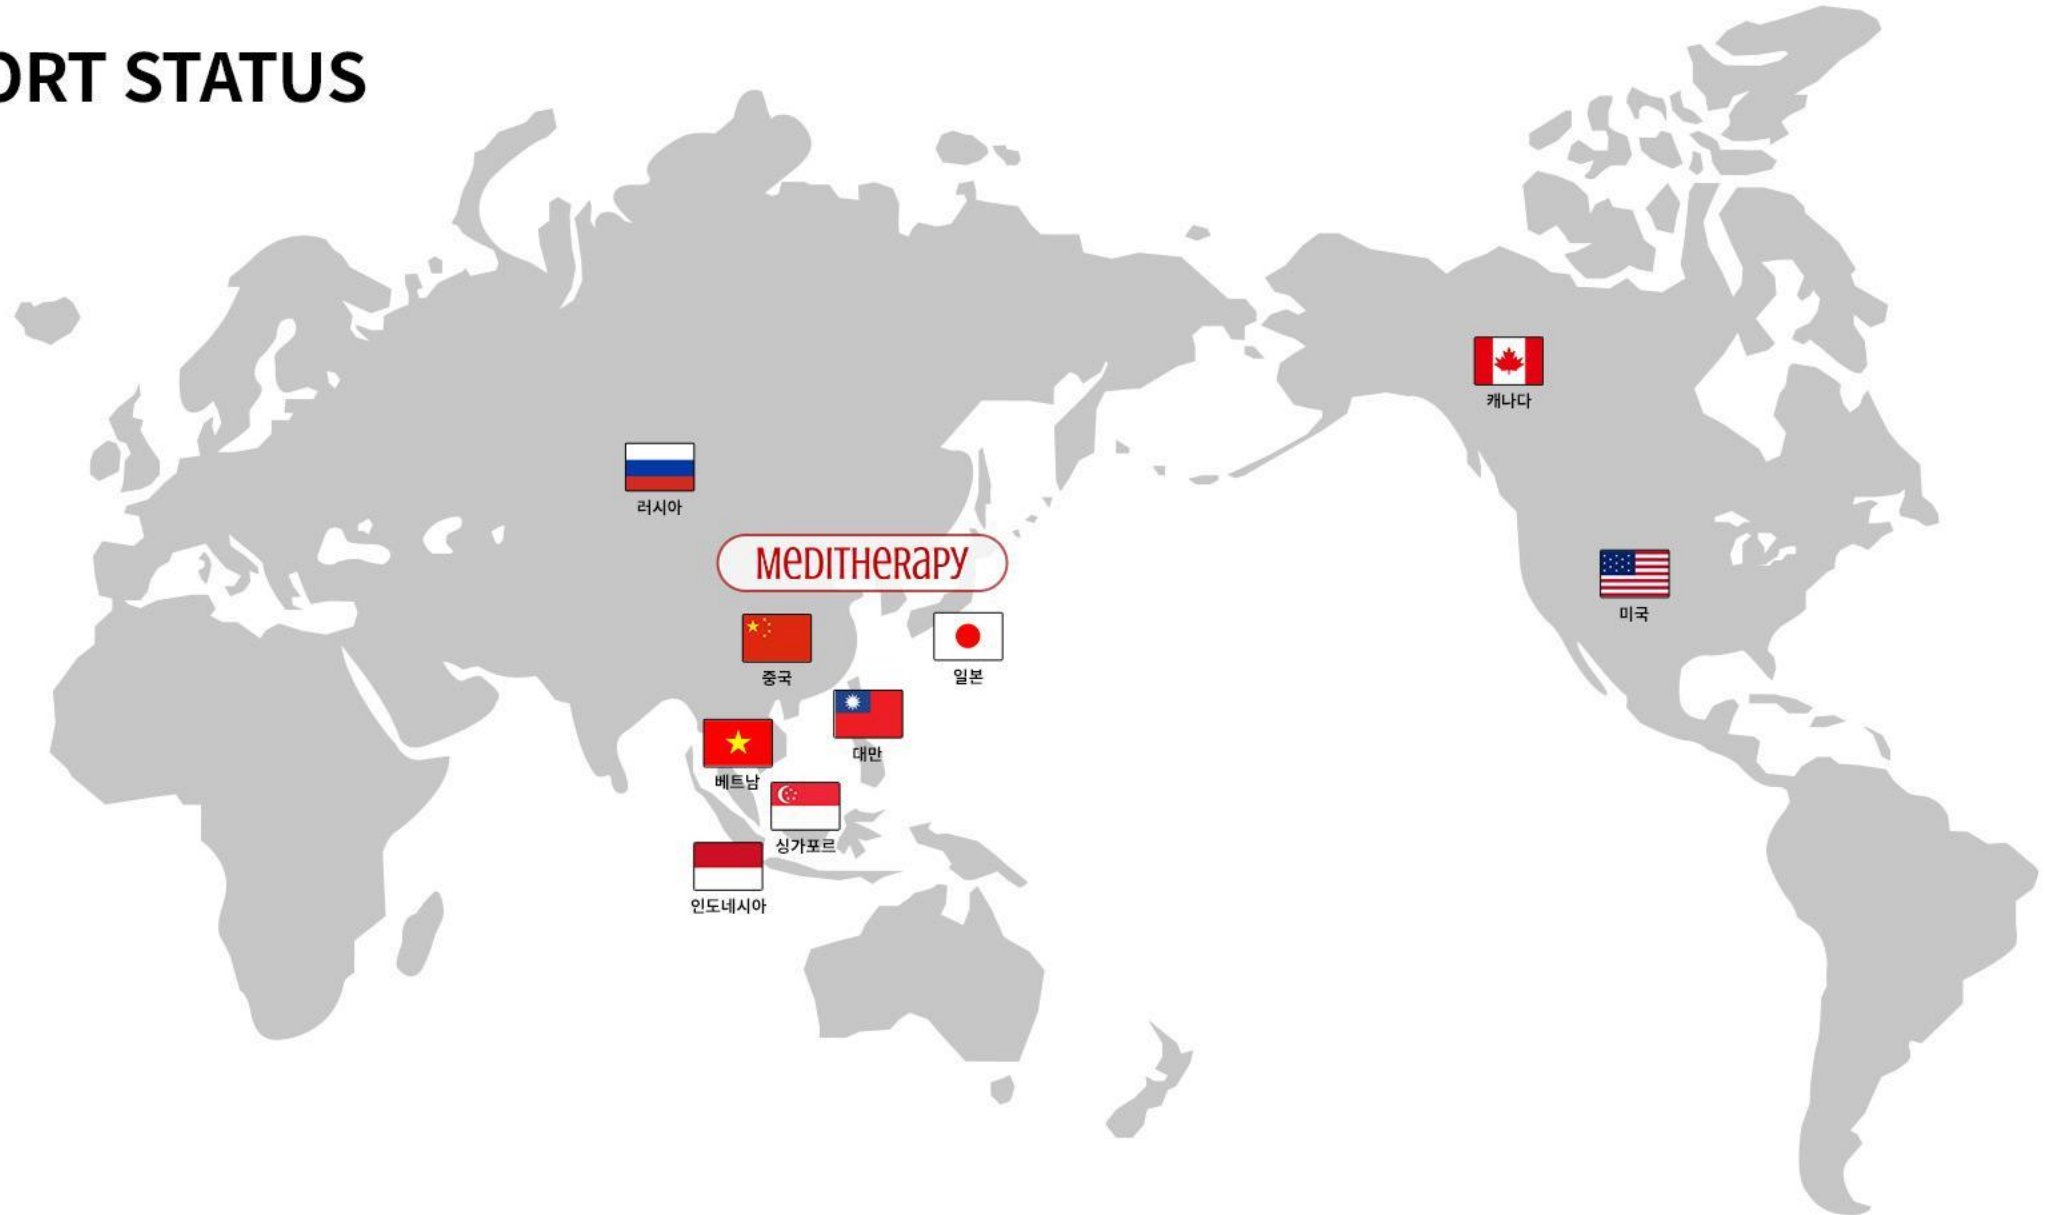 ORT STATUS
캐나다
러시아
MEDITHERAPY
미국
중국
일본
대만
베트남
싱가포르
인도네시아